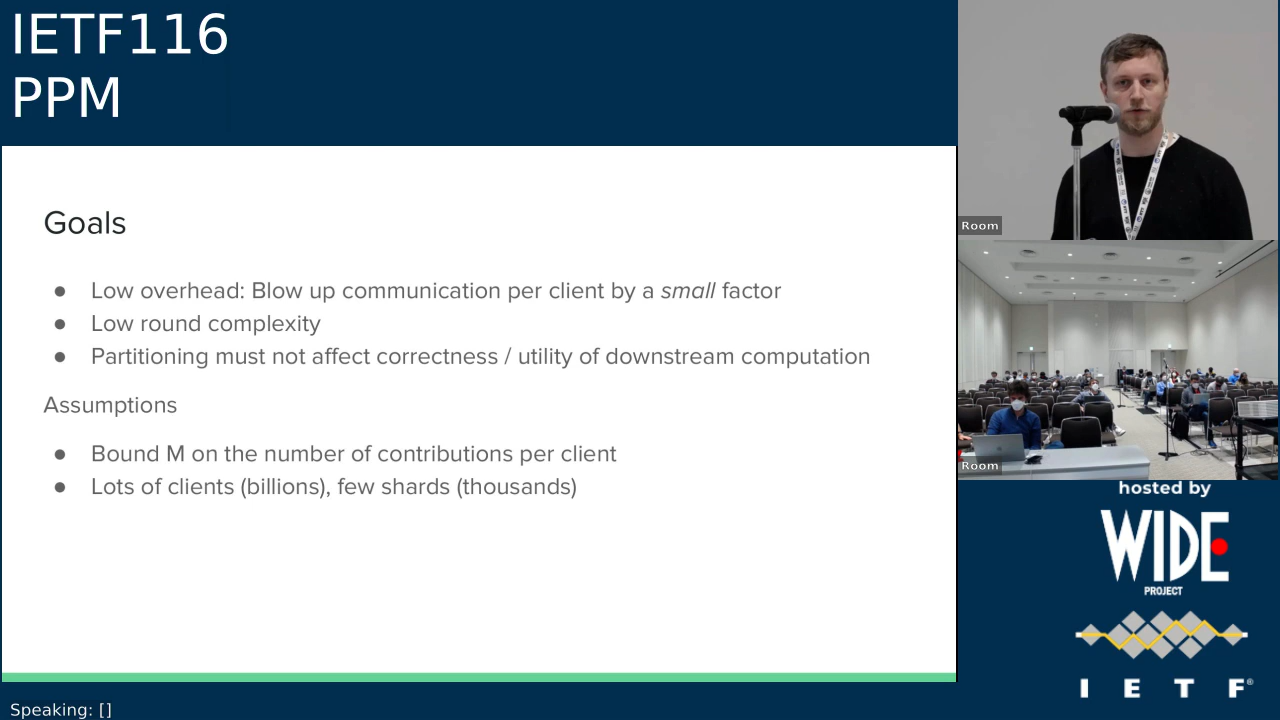 IETF116
PPM
Goals
● Low overhead: Blow up communication per client by a small factor
● Low round complexity
● Partitioning must not affect correctness / utility of downstream computation
Assumptions
● Bound M on the number of contributions per client
● Lots of clients (billions), few shards (thousands)
Room
Room
hosted by
WIDE
PROJECT
I E T F®
Speaking: []